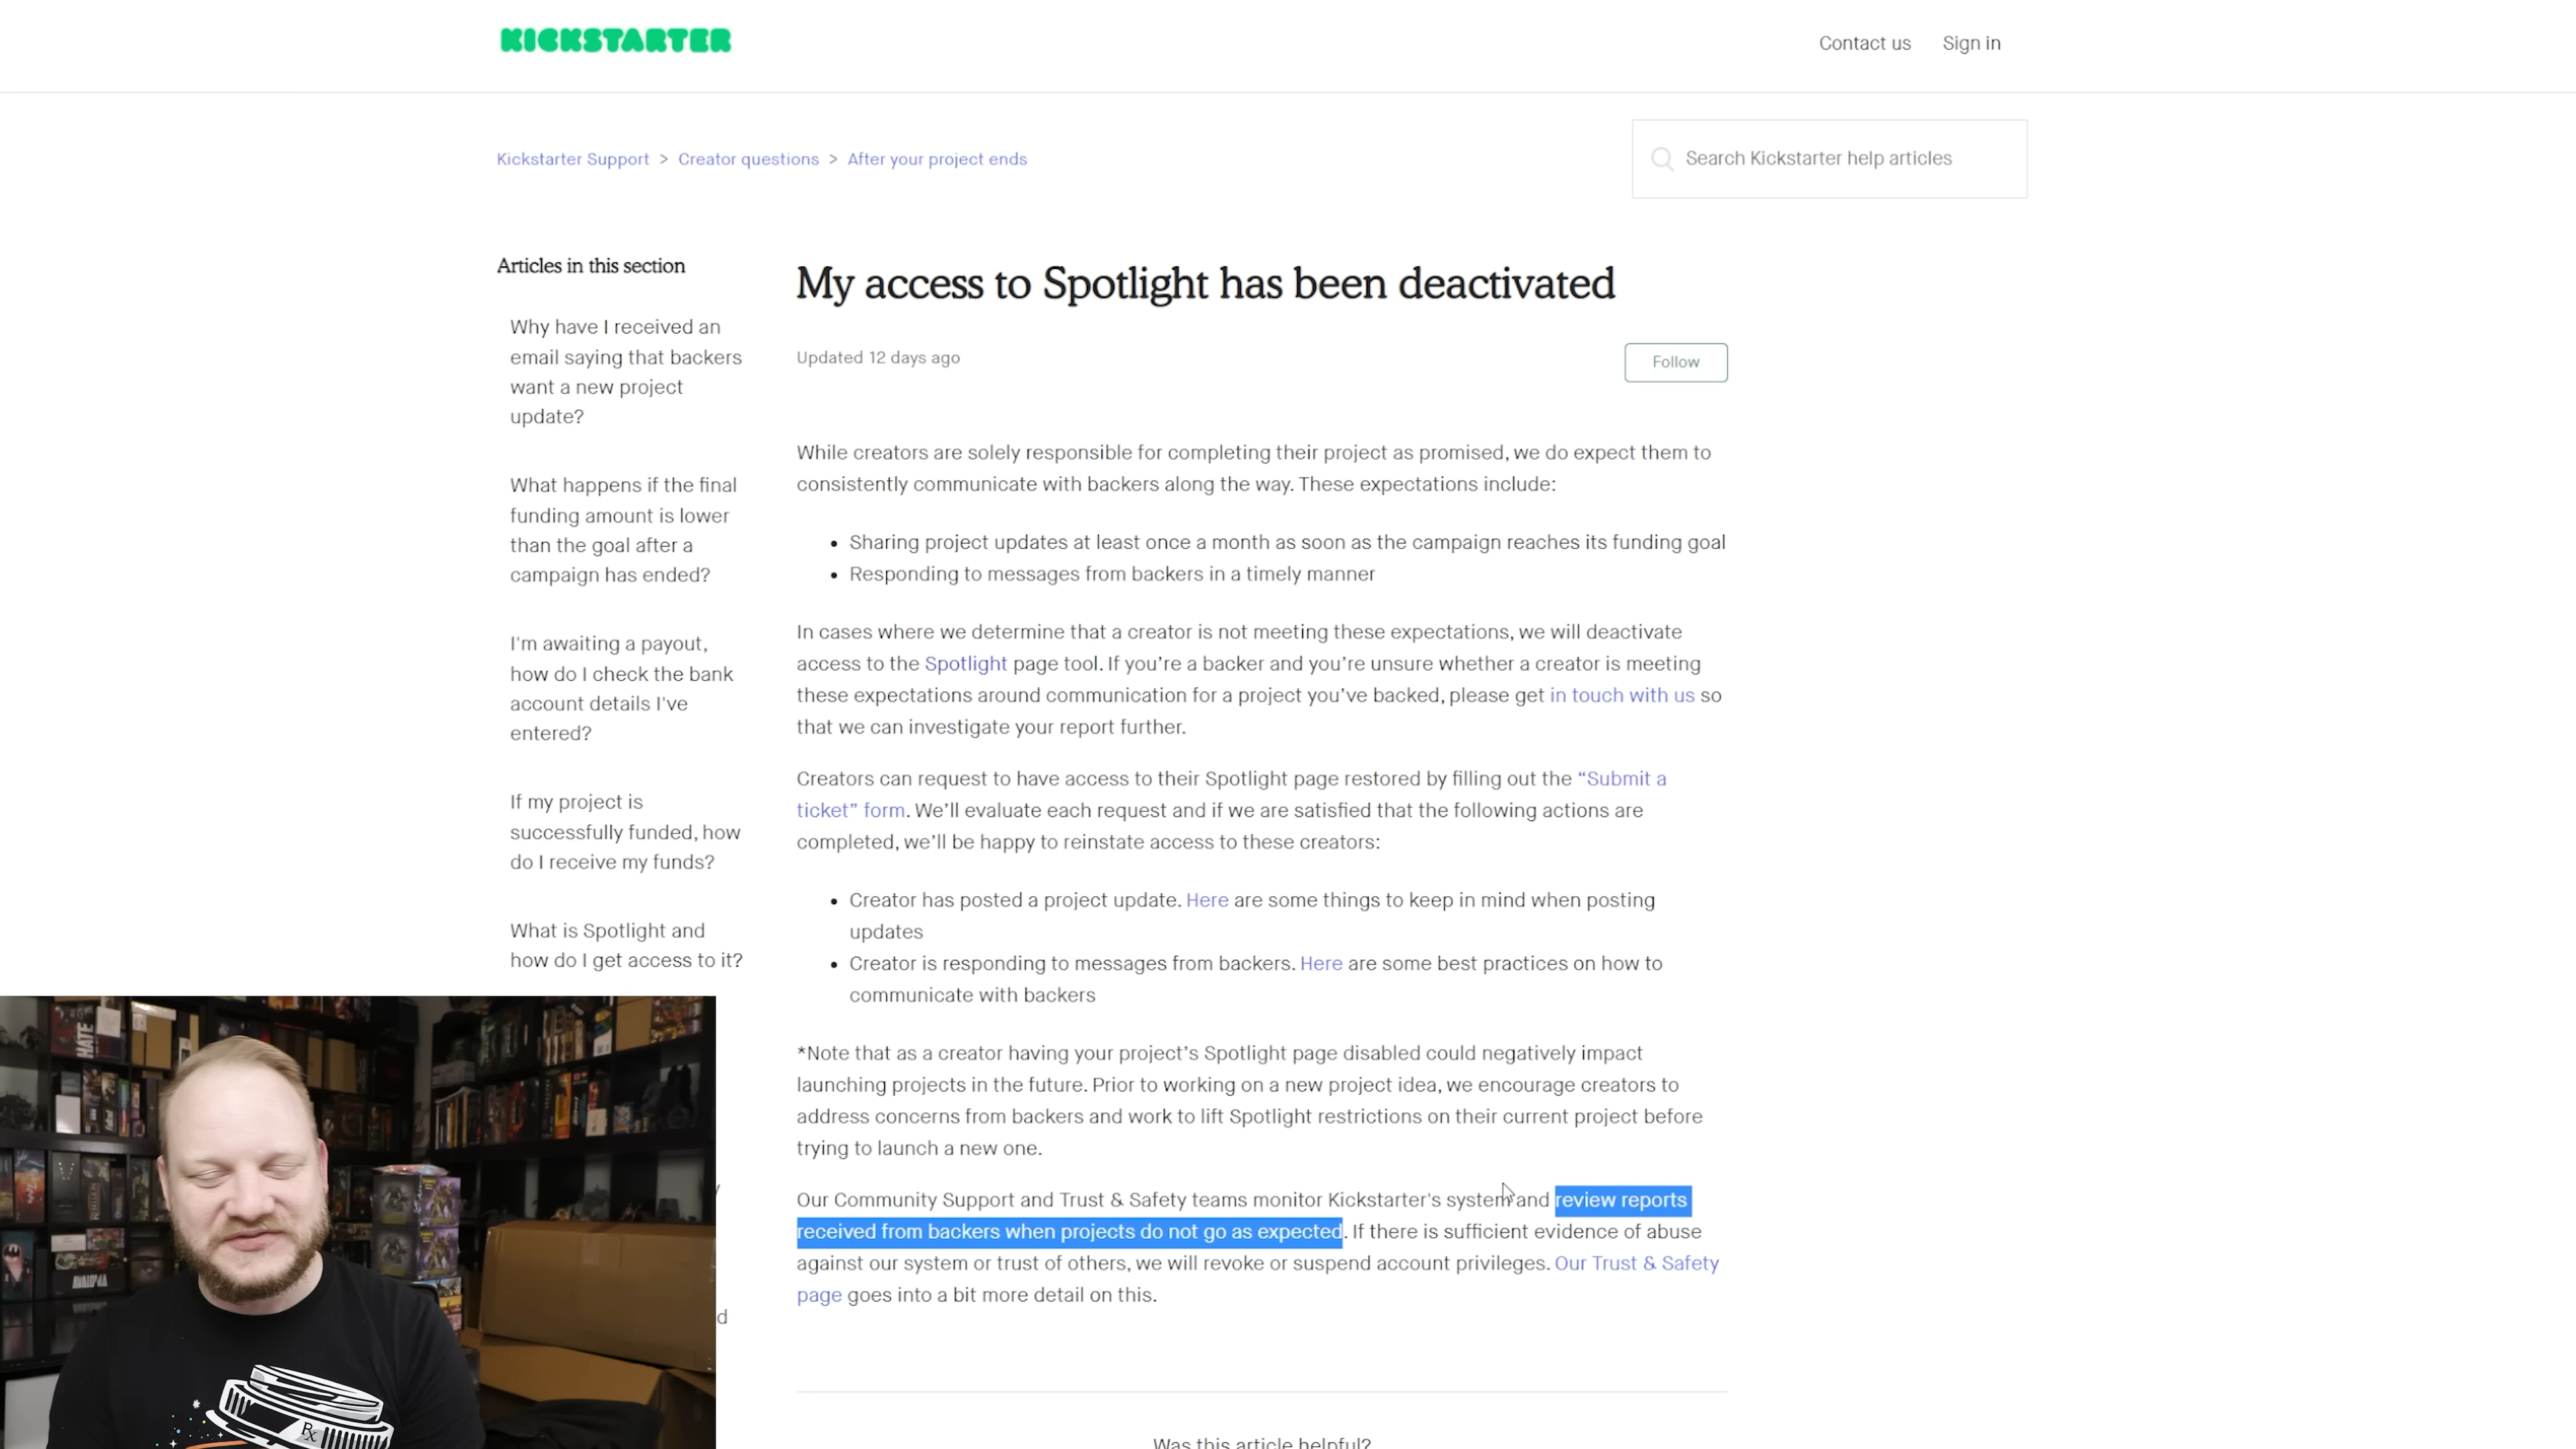 KICKSTARTER
Contact us
Sign in
Kickstarter Support > Creator questions > After your project ends
Search Kickstarter help articles
Articles in this section
Why have I received an
email saying that backers
want a new project
update?
What happens if the final
funding amount is lower
than the goal after a
campaign has ended?
I'm awaiting a payout,
how do I check the bank
account details I've
entered?
If my project is
successfully funded, how
do I receive my funds?
What is Spotlight and
how do I get access to it?
d
My access to Spotlight has been deactivated
Updated 12 days ago
Follow
While creators are solely responsible for completing their project as promised, we do expect them to
consistently communicate with backers along the way. These expectations include:
• Sharing project updates at least once a month as soon as the campaign reaches its funding goal
• Responding to messages from backers in a timely manner
In cases where we determine that a creator is not meeting these expectations, we will deactivate
access to the Spotlight page tool. If you’re a backer and you’re unsure whether a creator is meeting
these expectations around communication for a project you’ve backed, please get in touch with us so
that we can investigate your report further.
Creators can request to have access to their Spotlight page restored by filling out the “Submit a
ticket” form. We’ll evaluate each request and if we are satisfied that the following actions are
completed, we’ll be happy to reinstate access to these creators:
• Creator has posted a project update. Here are some things to keep in mind when posting
updates
• Creator is responding to messages from backers. Here are some best practices on how to
communicate with backers
*Note that as a creator having your project’s Spotlight page disabled could negatively impact
launching projects in the future. Prior to working on a new project idea, we encourage creators to
address concerns from backers and work to lift Spotlight restrictions on their current project before
trying to launch a new one.
Our Community Support and Trust & Safety teams monitor Kickstarter's system and review reports
received from backers when projects do not go as expected. If there is sufficient evidence of abuse
against our system or trust of others, we will revoke or suspend account privileges. Our Trust & Safety
page goes into a bit more detail on this.
Was this article helpful?
HATE
AVALONIA
Rx